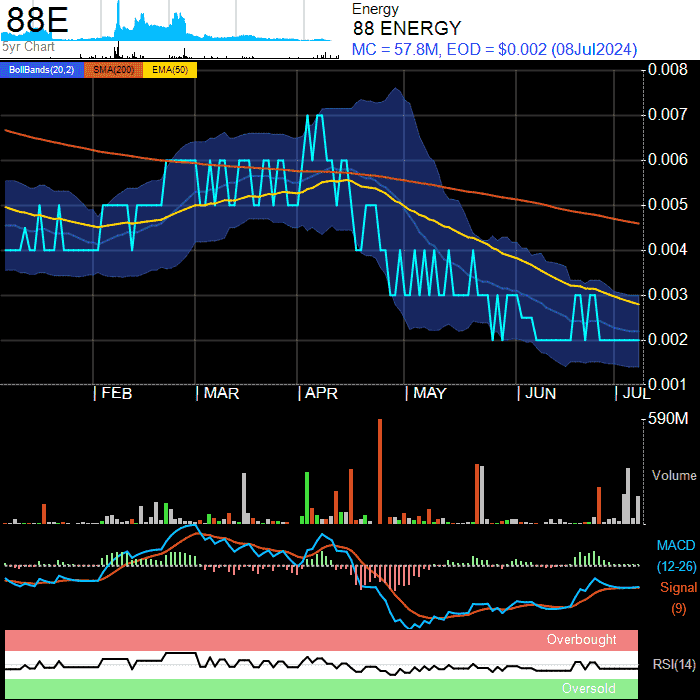 88E
5yr Chart
Energy
88 ENERGY
MC = 57.8M, EOD = $0.002 (08Jul2024)
BollBands(20,2) SMA(200) EMA(50)
0.008
0.007
0.006
0.005
0.004
0.003
0.002
0.001
| FEB | MAR | APR | MAY | JUN | JUL
590M
Volume
MACD
(12-26)
Signal
(9)
Overbought
RSI(14)
Oversold